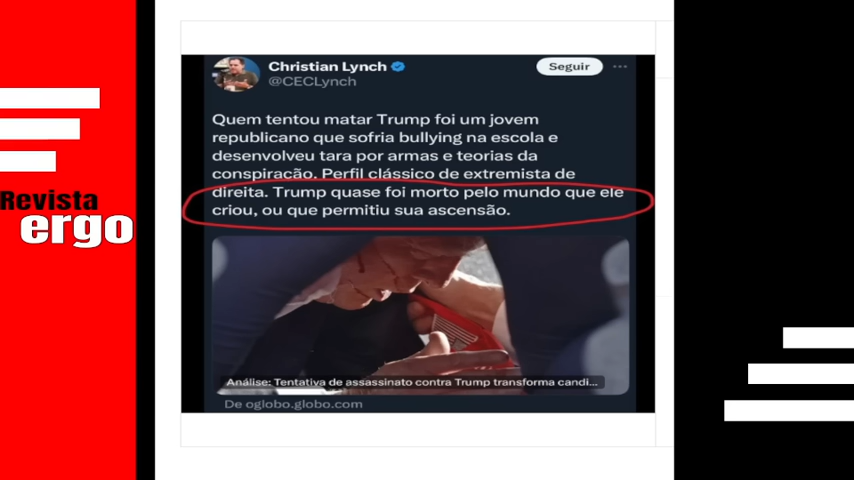 Revista
ergo
Christian Lynch
@CECLynch
Seguir
Quem tentou matar Trump foi um jovem
republicano que sofria bullying na escola e
desenvolveu tara por armas e teorias da
conspiração. Perfil clássico de extremista de
direita. Trump quase foi morto pelo mundo que ele
criou, ou que permitiu sua ascensão.
Análise: Tentativa de assassinato contra Trump transforma candi...
De oglobo.globo.com